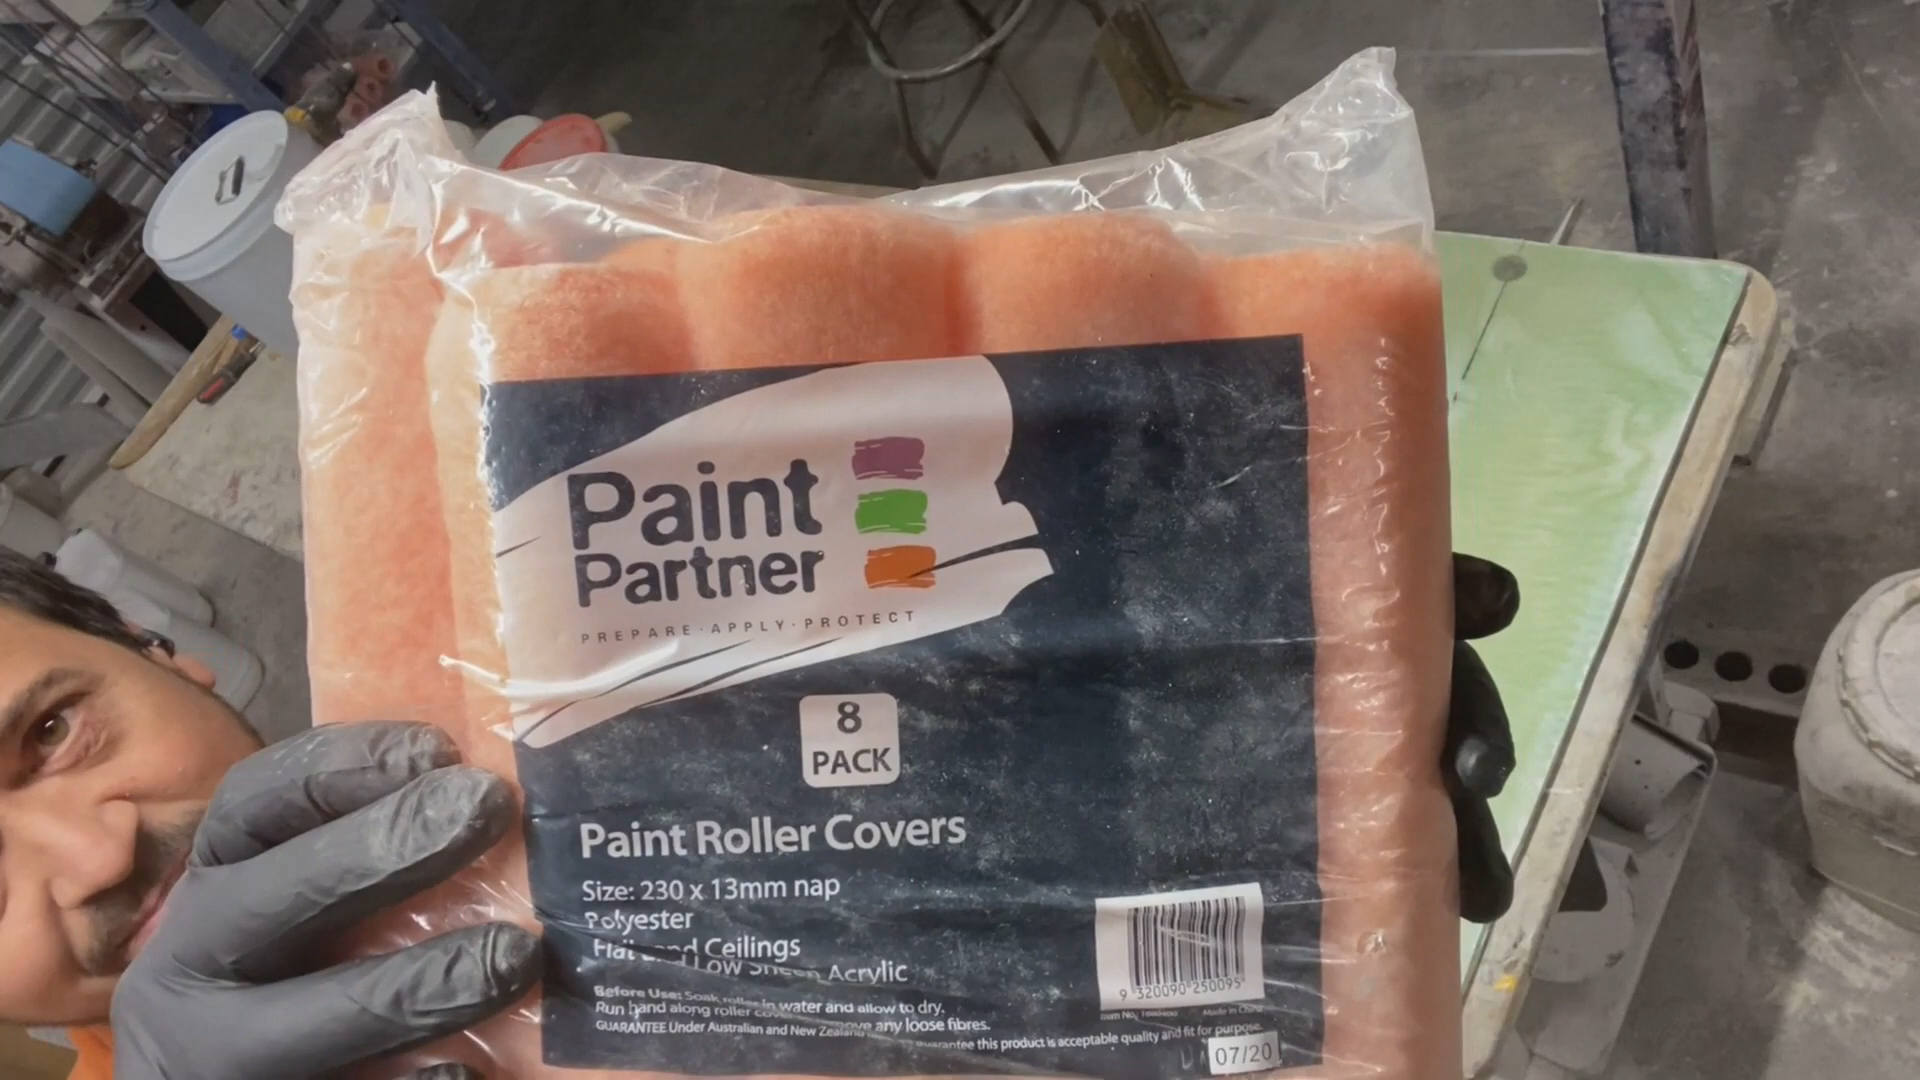 Paint
Partner
PREPARE·APPLY·PROTECT
8
PACK
Paint Roller Covers
Size: 230 x 13mm nap
Polyester
Flat and Ceilings
Low Sheen Acrylic
Before Use: Soak roller in water and allow to dry.
Run hand along roller cover any loose fibres.
GUARANTEE Under Australian and New Zealand guarantee this product is acceptable quality and fit for purpose.
9 320090 250095
Made in China
07/20